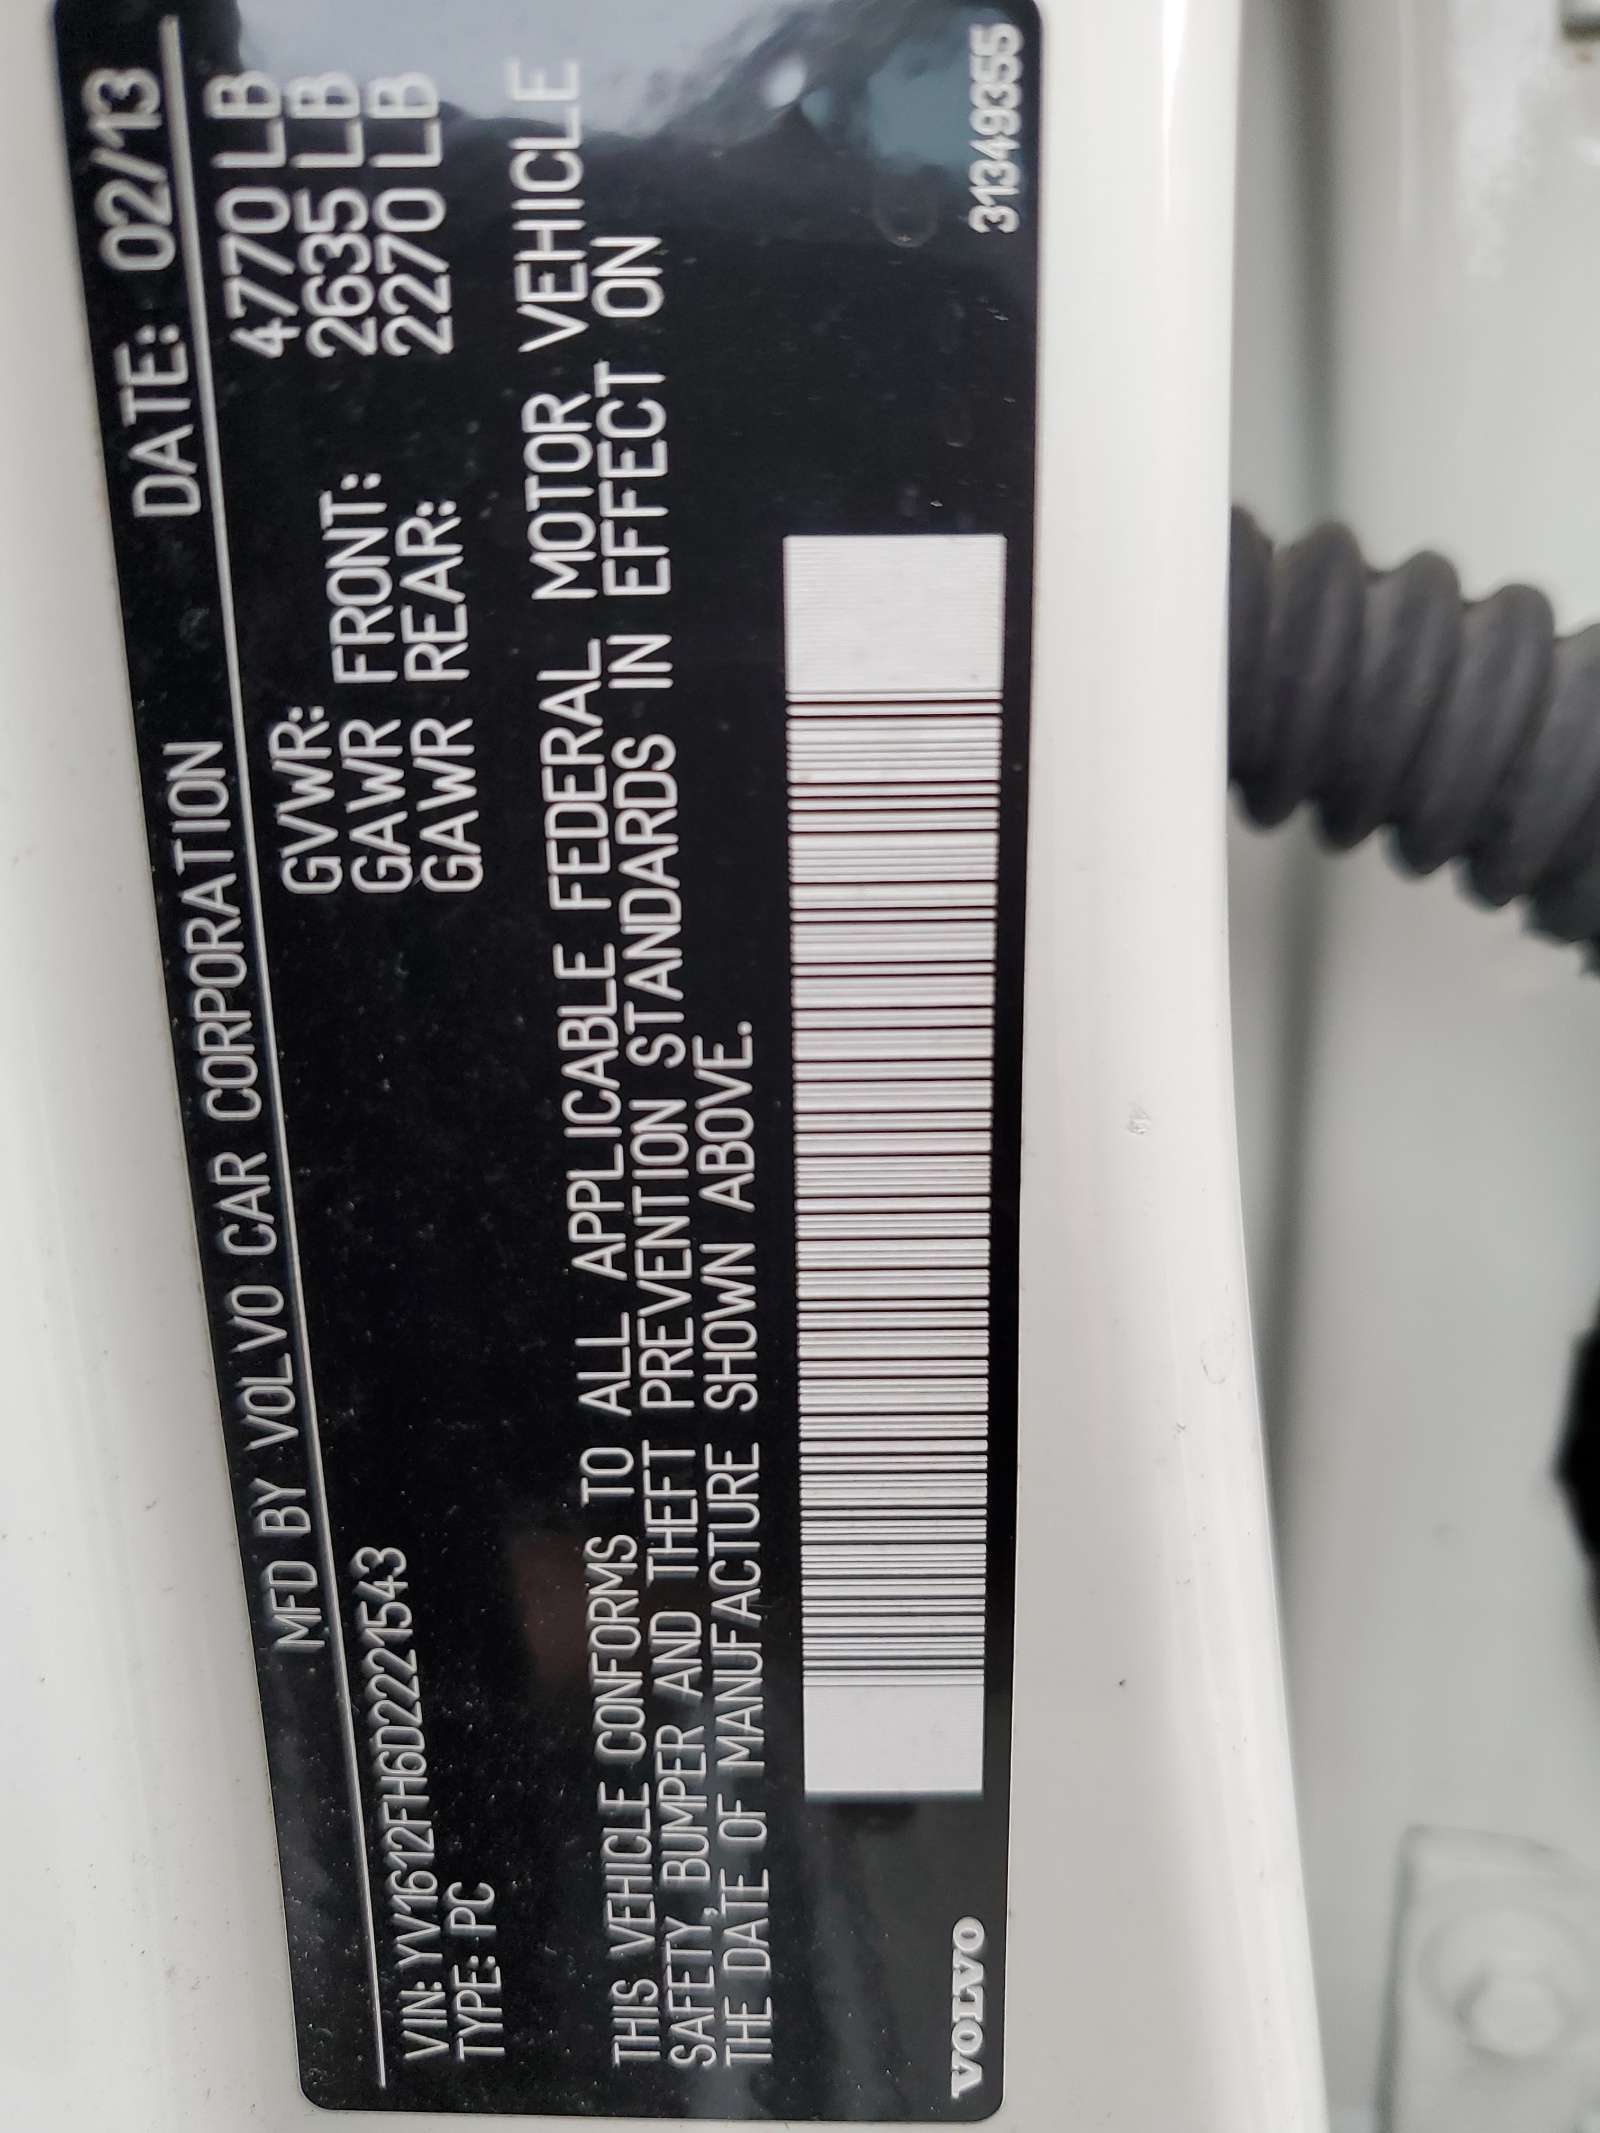 MFD BY VOLVO CAR CORPORATION DATE: 02/13
VIN: YV1612FH6D2221543
TYPE: PC
GVWR: 4770 LB
GAWR FRONT: 2635 LB
GAWR REAR: 2270 LB
THIS VEHICLE CONFORMS TO ALL APPLICABLE FEDERAL MOTOR VEHICLE
SAFETY, BUMPER AND THEFT PREVENTION STANDARDS IN EFFECT ON
THE DATE OF MANUFACTURE SHOWN ABOVE.
VOLVO
31349355